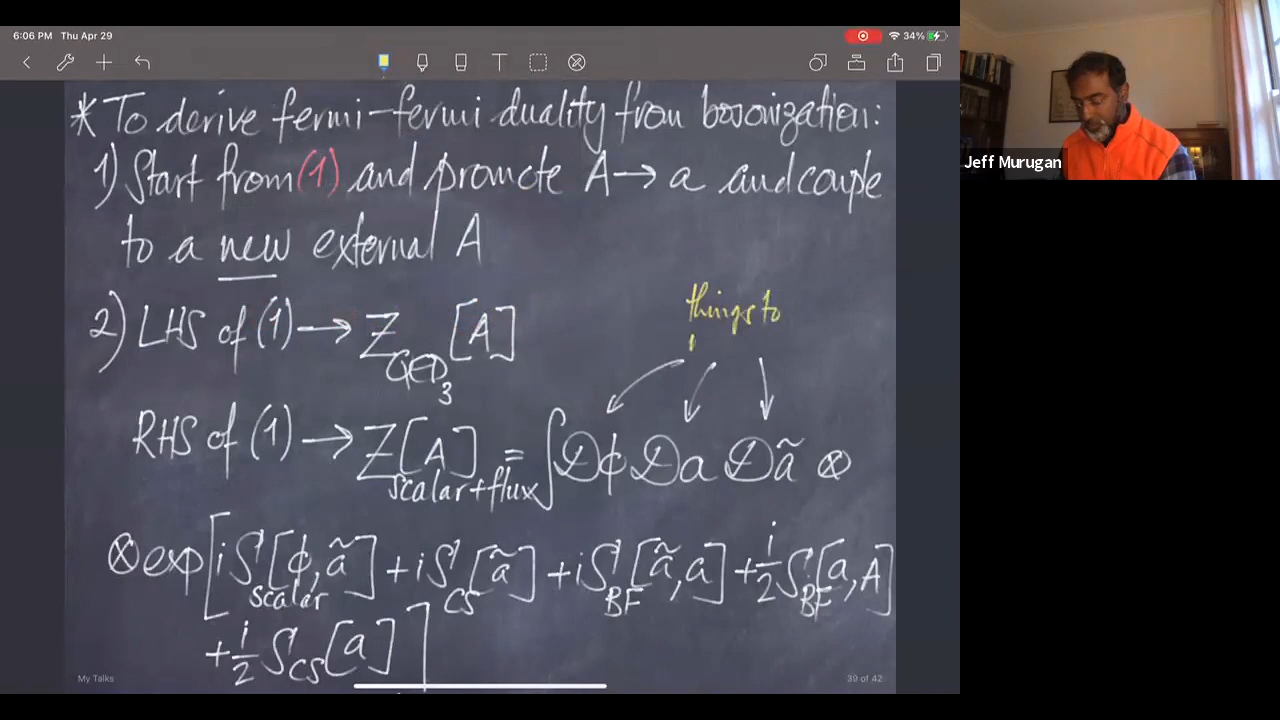 6:06 PM Thu Apr 29
34%
Jeff Murugan
* To derive fermi-fermi duality from bosonization:
1) Start from (1) and promote A → a and couple
to a new external A
things to
2) LHS of (1) → Z_{QED_3}[A]
RHS of (1) → Z[A]_{scalar+flux} = ∫ 𝒟ϕ 𝒟a 𝒟ã ⊗
⊗ exp[i S_{scalar}[ϕ, ã] + i S_{CS}[ã] + i S_{BF}[ã, a] + i/2 S_{BF}[a, A]
+ i/2 S_{CS}[a]]
My Talks
39 of 42